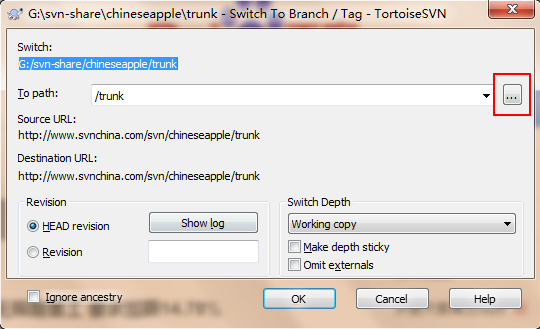 G:\svn-share\chineseapple\trunk - Switch To Branch / Tag - TortoiseSVN
Switch:
G:/svn-share/chineseapple/trunk
To path:
/trunk
...
Source URL:
http://www.svnchina.com/svn/chineseapple/trunk
Destination URL:
http://www.svnchina.com/svn/chineseapple/trunk
Revision
HEAD revision
Show log
Revision
Switch Depth
Working copy
Make depth sticky
Omit externals
Ignore ancestry
OK
Cancel
Help
14.78%